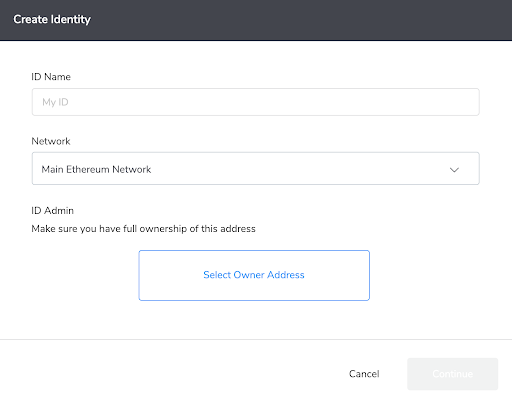 Create Identity
ID Name
My ID
Network
Main Ethereum Network
ID Admin
Make sure you have full ownership of this address
Select Owner Address
Cancel
Continue